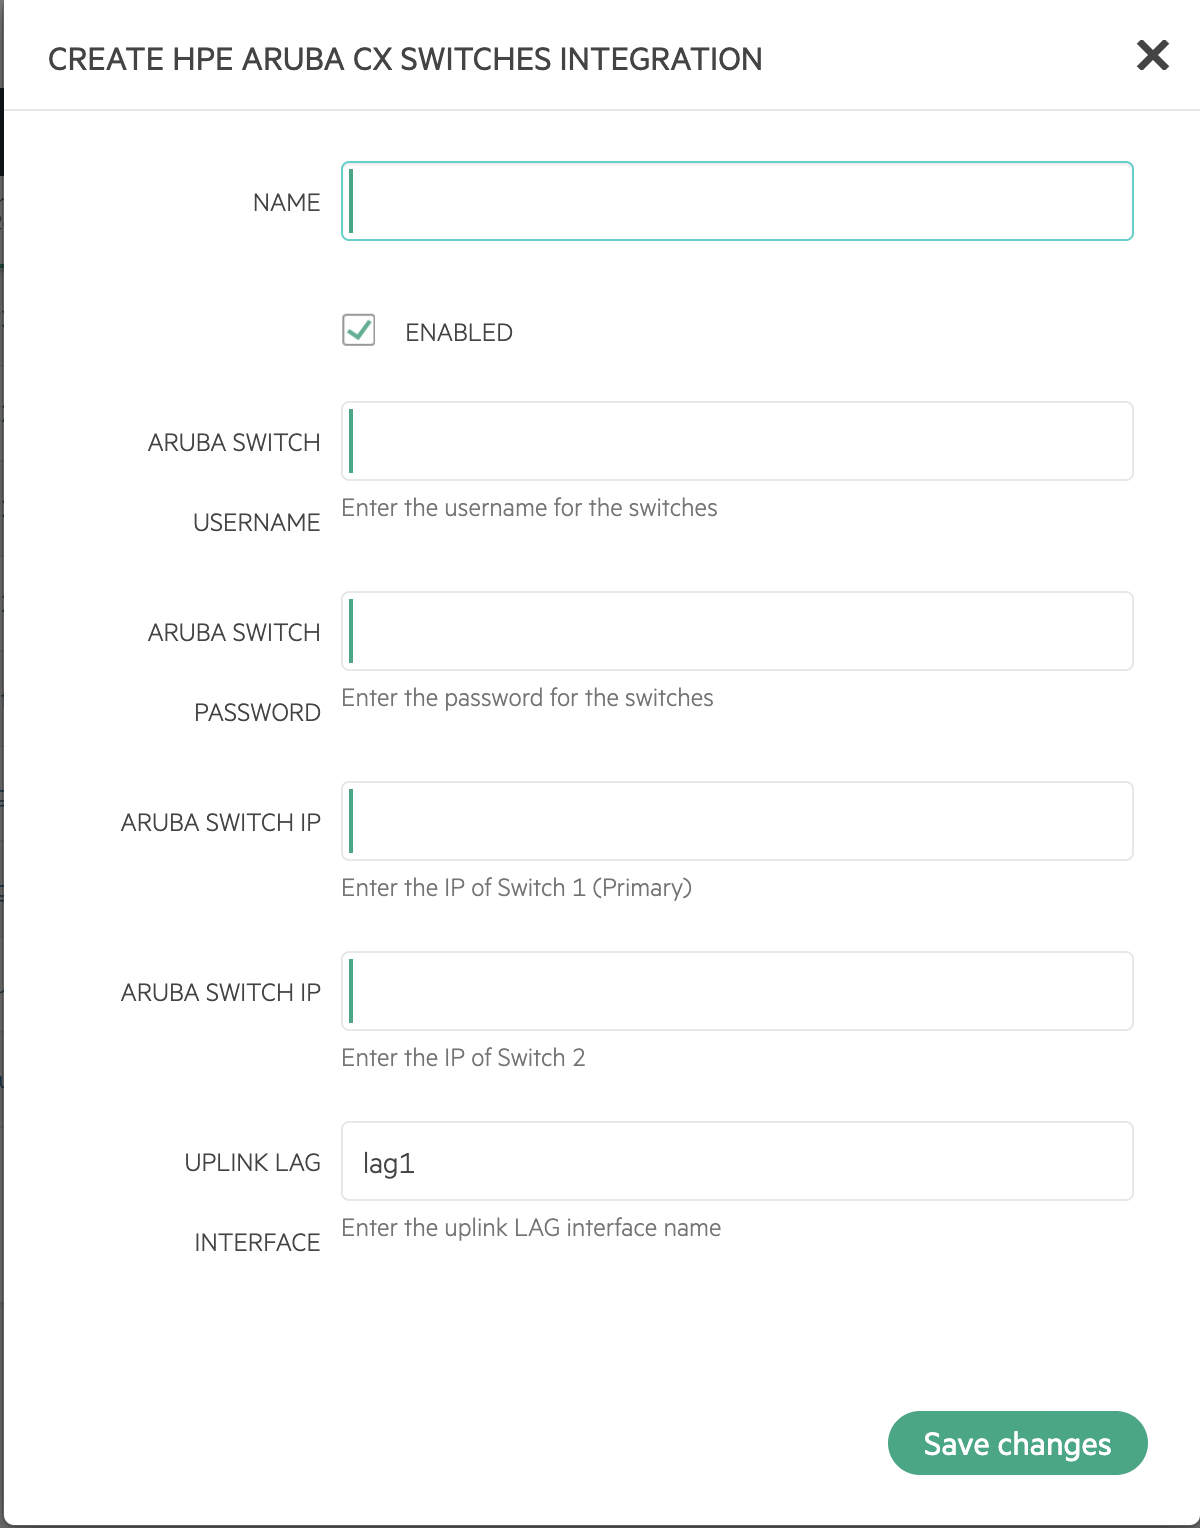 CREATE HPE ARUBA CX SWITCHES INTEGRATION
NAME
ENABLED
ARUBA SWITCH
USERNAME
Enter the username for the switches
ARUBA SWITCH
PASSWORD
Enter the password for the switches
ARUBA SWITCH IP
Enter the IP of Switch 1 (Primary)
ARUBA SWITCH IP
Enter the IP of Switch 2
UPLINK LAG
INTERFACE
lag1
Enter the uplink LAG interface name
Save changes